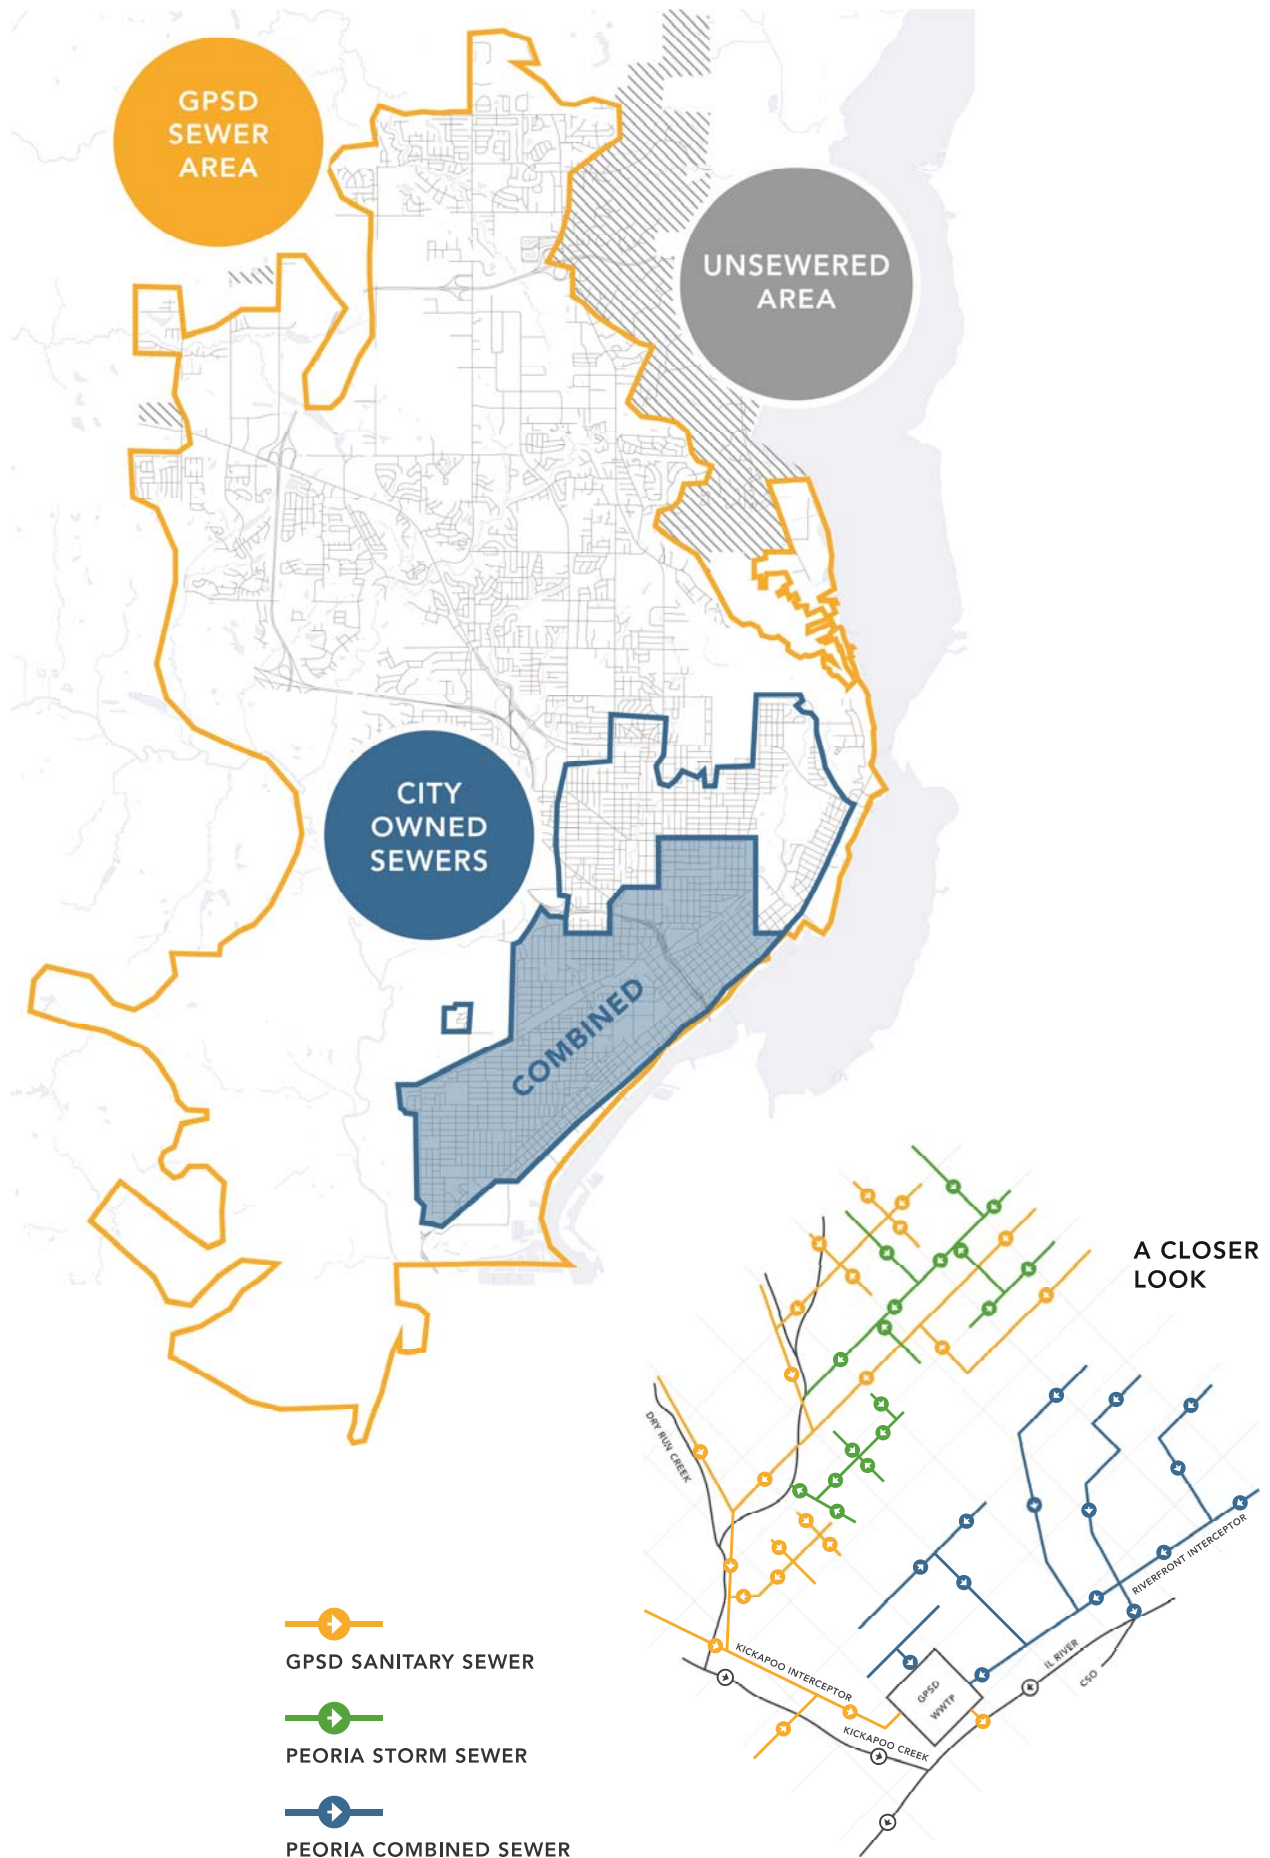 GPSD
SEWER
AREA
UNSEWERED
AREA
CITY
OWNED
SEWERS
COMBINED
A CLOSER
LOOK
DRY RUN CREEK
RIVERFRONT INTERCEPTOR
KICKAPOO INTERCEPTOR
IL RIVER
CSO
GPSD
WWTP
KICKAPOO CREEK
GPSD SANITARY SEWER
PEORIA STORM SEWER
PEORIA COMBINED SEWER